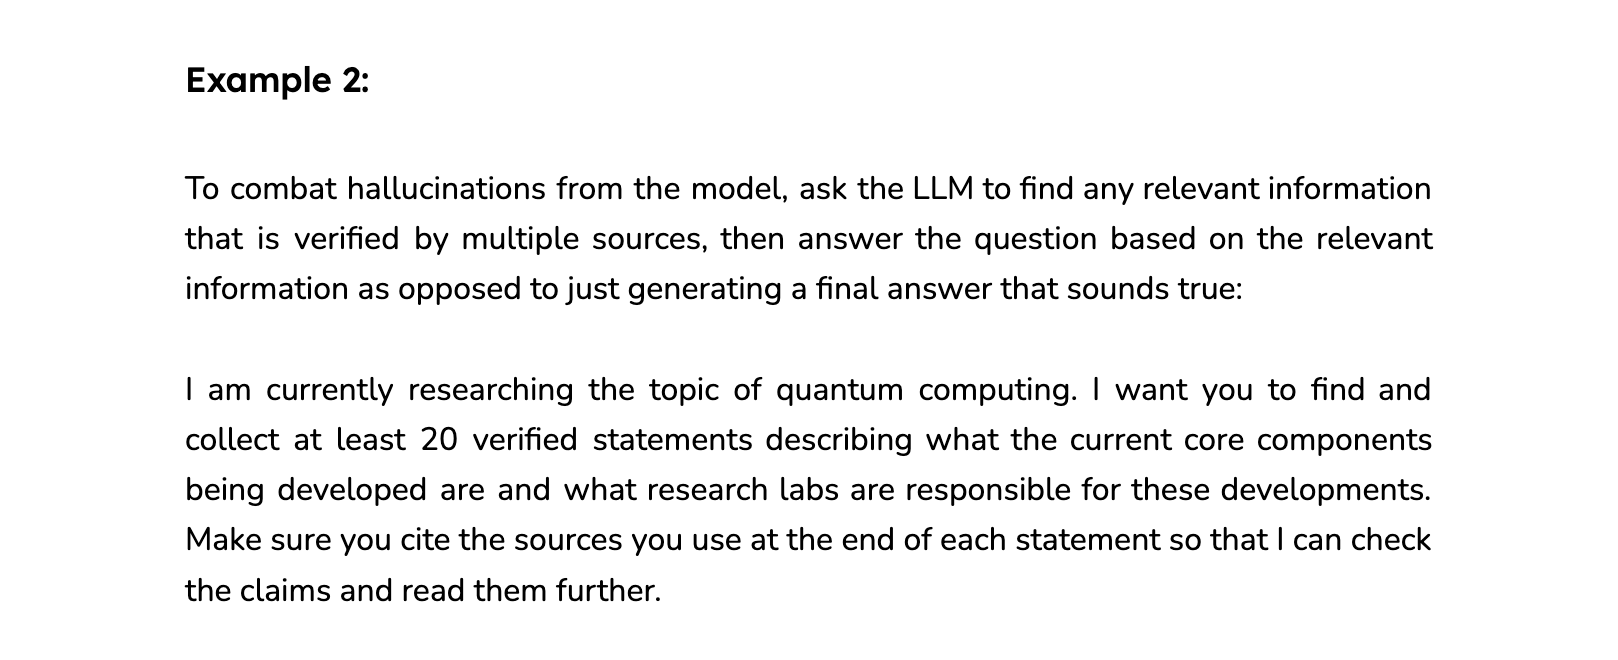 Example 2:
To combat hallucinations from the model, ask the LLM to find any relevant information
that is verified by multiple sources, then answer the question based on the relevant
information as opposed to just generating a final answer that sounds true:
I am currently researching the topic of quantum computing. I want you to find and
collect at least 20 verified statements describing what the current core components
being developed are and what research labs are responsible for these developments.
Make sure you cite the sources you use at the end of each statement so that I can check
the claims and read them further.